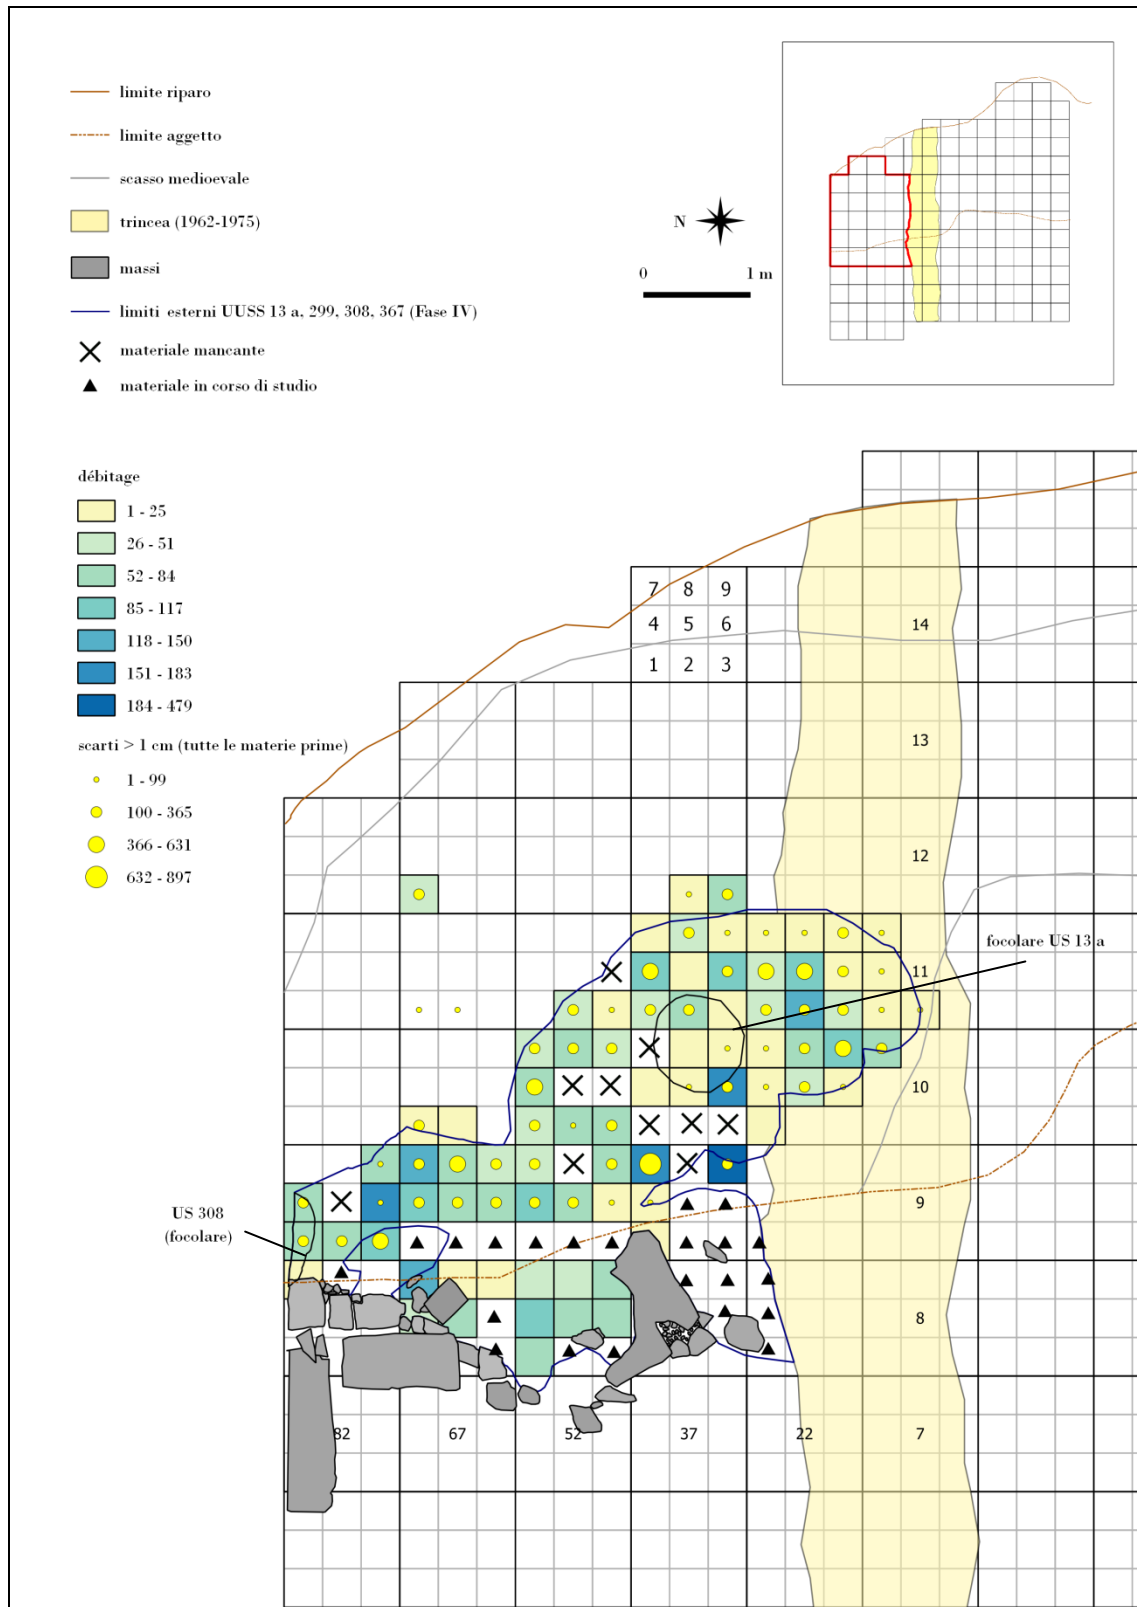 limite riparo
limite aggetto
scasso medioevale
trincea (1962-1975)
massi
limiti esterni UUSS 13 a, 299, 308, 367 (Fase IV)
materiale mancante
materiale in corso di studio
N
0 1 m
débitage
1 - 25
26 - 51
52 - 84
85 - 117
118 - 150
151 - 183
184 - 479
scarti > 1 cm (tutte le materie prime)
1 - 99
100 - 365
366 - 631
632 - 897
7 8 9
4 5 6
1 2 3
14
13
12
focolare US 13 a
11
10
9
US 308
(focolare)
8
82 67 52 37 22 7